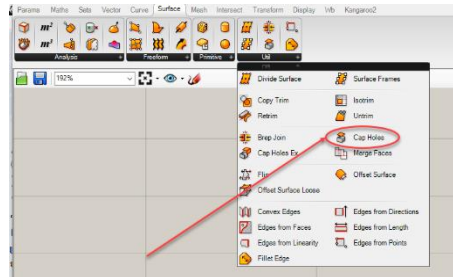 Params Maths Sets Vector Curve Surface Mesh Intersect Transform Display Wb Kangaroo2
m²
m²
Analysis + Freeform + Primitive + Util +
192%
Divide Surface Surface Frames
Copy Trim Isotrim
Retrim Untrim
Brep Join Cap Holes
Cap Holes Ex Merge Faces
Flip Offset Surface
Offset Surface Loose
Convex Edges Edges from Directions
Edges from Faces Edges from Length
Edges from Linearity Edges from Points
Fillet Edge